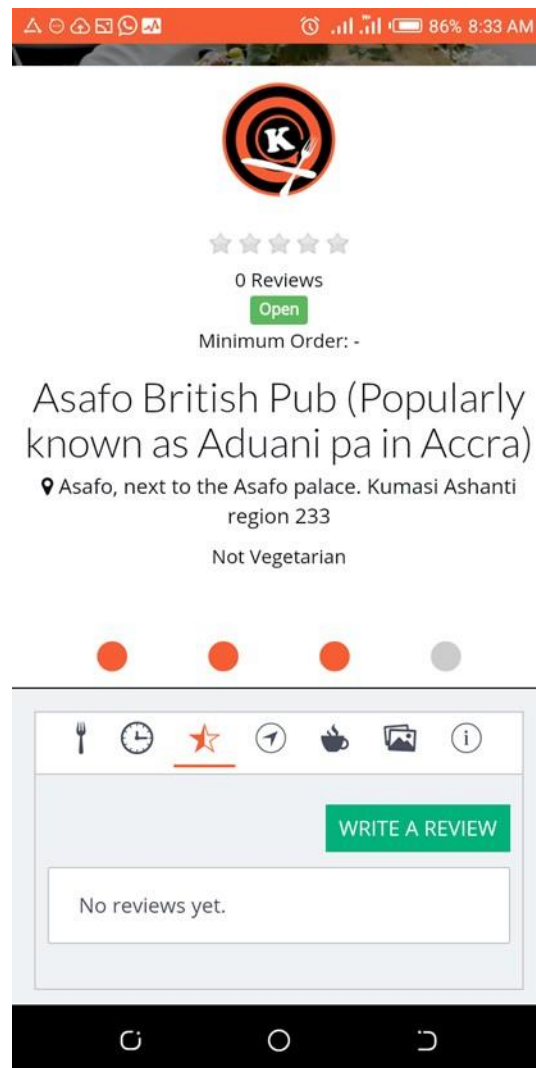 86% 8:33 AM
K
0 Reviews
Open
Minimum Order: -
Asafo British Pub (Popularly
known as Aduani pa in Accra)
Asafo, next to the Asafo palace. Kumasi Ashanti
region 233
Not Vegetarian
WRITE A REVIEW
No reviews yet.